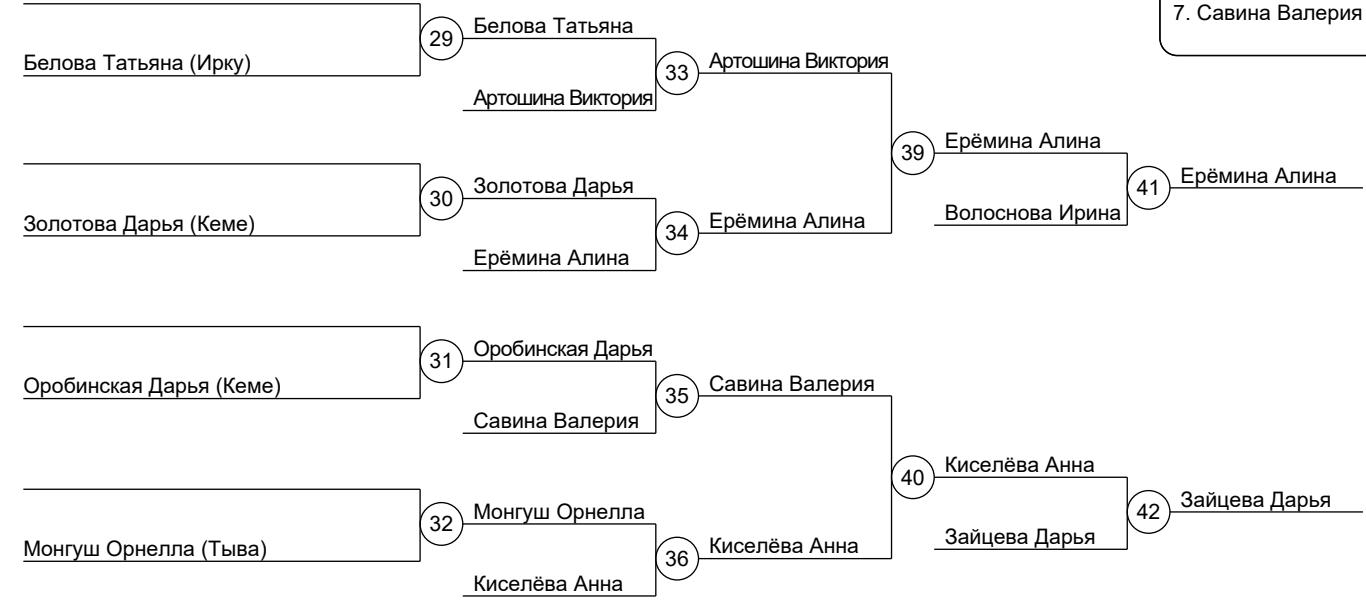 7. Савина Валерия
29
Белова Татьяна
Белова Татьяна (Ирку)
33
Артошина Виктория
Артошина Виктория
39
Ерёмина Алина
30
Золотова Дарья
Золотова Дарья (Кеме)
34
Ерёмина Алина
Ерёмина Алина
41
Ерёмина Алина
Волоснова Ирина
31
Оробинская Дарья
Оробинская Дарья (Кеме)
35
Савина Валерия
Савина Валерия
40
Киселёва Анна
32
Монгуш Орнелла
Монгуш Орнелла (Тыва)
36
Киселёва Анна
Киселёва Анна
42
Зайцева Дарья
Зайцева Дарья